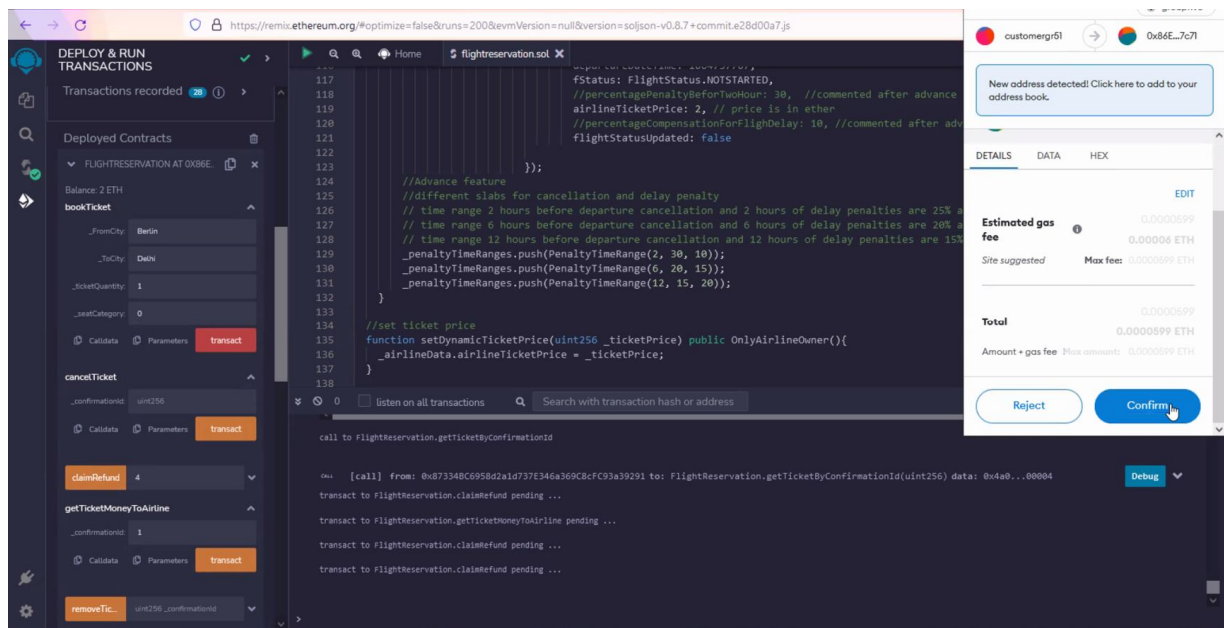 https://remix.ethereum.org/#optimize=false&runs=200&evmVersion=null&version=soljson-v0.8.7+commit.e28d00a7.js
DEPLOY & RUN
TRANSACTIONS
Transactions recorded 28
Deployed Contracts
FLIGHTRESERVATION AT 0X86E.
Balance: 2 ETH
bookTicket
_FromCity: Berlin
_ToCity: Delhi
_ticketQuantity: 1
_seatCategory: 0
Calldata Parameters transact
cancelTicket
_confirmationId: uint256
Calldata Parameters transact
claimRefund 4
getTicketMoneyToAirline
_confirmationId: 1
Calldata Parameters transact
removeTic... uint256 _confirmationId
Home flightreservation.sol
117 fStatus: FlightStatus.NOTSTARTED,
118 //percentagePenaltyBeforTwoHour: 30, //commented after advance
119 airlineTicketPrice: 2, // price is in ether
120 //percentageCompensationForFlighDelay: 10, //commented after adv
121 flightStatusUpdated: false
122
123 });
124 //Advance feature
125 //different slabs for cancellation and delay penalty
126 // time range 2 hours before departure cancellation and 2 hours of delay penalties are 25% a
127 // time range 6 hours before departure cancellation and 6 hours of delay penalties are 20% a
128 // time range 12 hours before departure cancellation and 12 hours of delay penalties are 15%
129 _penaltyTimeRanges.push(PenaltyTimeRange(2, 30, 10));
130 _penaltyTimeRanges.push(PenaltyTimeRange(6, 20, 15));
131 _penaltyTimeRanges.push(PenaltyTimeRange(12, 15, 20));
132 }
133
134 //set ticket price
135 function setDynamicTicketPrice(uint256 _ticketPrice) public OnlyAirlineOwner(){
136 _airlineData.airlineTicketPrice = _ticketPrice;
137 }
138
0 listen on all transactions Search with transaction hash or address
call to FlightReservation.getTicketByConfirmationId
CALL [call] from: 0x87334BC6958d2a1d737E346a369C8cFC93a39291 to: FlightReservation.getTicketByConfirmationId(uint256) data: 0x4a0...00004 Debug
transact to FlightReservation.claimRefund pending ...
transact to FlightReservation.getTicketMoneyToAirline pending ...
transact to FlightReservation.claimRefund pending ...
transact to FlightReservation.claimRefund pending ...
customergr51 0x86E...7c71
New address detected! Click here to add to your
address book.
DETAILS DATA HEX
EDIT
Estimated gas
fee
0.0000599
0.00006 ETH
Site suggested Max fee: 0.0000599 ETH
0.0000599
Total
0.0000599 ETH
Amount + gas fee Max amount: 0.0000599 ETH
Reject Confirm